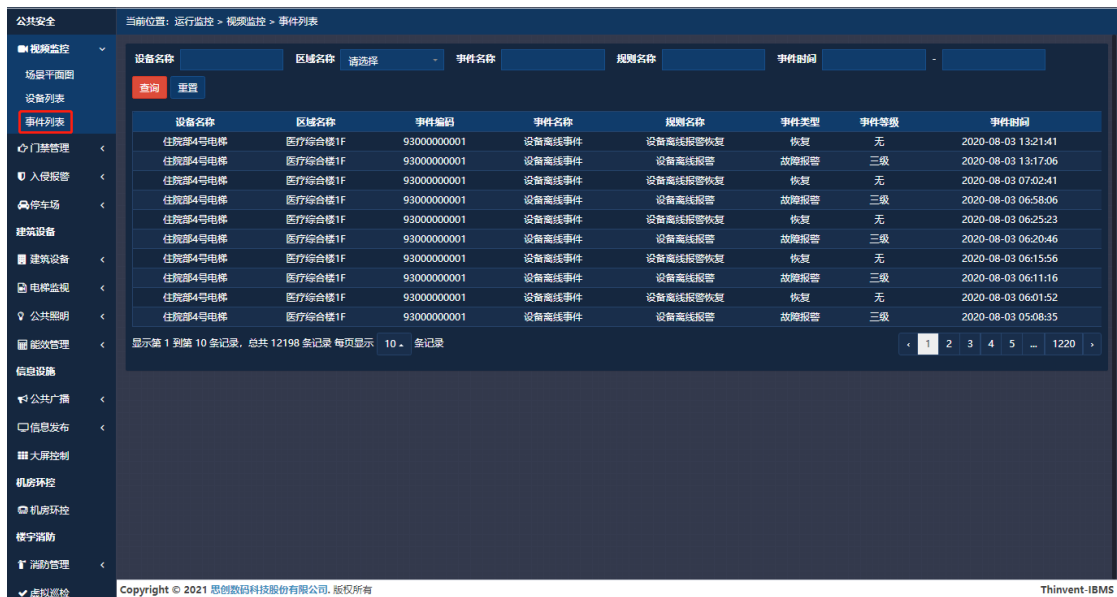 公共安全
当前位置：运行监控 > 视频监控 > 事件列表
视频监控
场景平面图
设备列表
事件列表
门禁管理
入侵报警
停车场
建筑设备
建筑设备
电梯监视
公共照明
能效管理
信息设施
公共广播
信息发布
大屏控制
机房环控
机房环控
楼宇消防
消防管理
虚拟巡检
设备名称 区域名称 请选择 事件名称 规则名称 事件时间 -
查询 重置
设备名称 区域名称 事件编码 事件名称 规则名称 事件类型 事件等级 事件时间
住院部4号电梯 医疗综合楼1F 93000000001 设备离线事件 设备离线报警恢复 恢复 无 2020-08-03 13:21:41
住院部4号电梯 医疗综合楼1F 93000000001 设备离线事件 设备离线报警 故障报警 三级 2020-08-03 13:17:06
住院部4号电梯 医疗综合楼1F 93000000001 设备离线事件 设备离线报警恢复 恢复 无 2020-08-03 07:02:41
住院部4号电梯 医疗综合楼1F 93000000001 设备离线事件 设备离线报警 故障报警 三级 2020-08-03 06:58:06
住院部4号电梯 医疗综合楼1F 93000000001 设备离线事件 设备离线报警恢复 恢复 无 2020-08-03 06:25:23
住院部4号电梯 医疗综合楼1F 93000000001 设备离线事件 设备离线报警 故障报警 三级 2020-08-03 06:20:46
住院部4号电梯 医疗综合楼1F 93000000001 设备离线事件 设备离线报警恢复 恢复 无 2020-08-03 06:15:56
住院部4号电梯 医疗综合楼1F 93000000001 设备离线事件 设备离线报警 故障报警 三级 2020-08-03 06:11:16
住院部4号电梯 医疗综合楼1F 93000000001 设备离线事件 设备离线报警恢复 恢复 无 2020-08-03 06:01:52
住院部4号电梯 医疗综合楼1F 93000000001 设备离线事件 设备离线报警 故障报警 三级 2020-08-03 05:08:35
显示第 1 到第 10 条记录，总共 12198 条记录 每页显示 10 条记录 ‹ 1 2 3 4 5 ... 1220 ›
Copyright © 2021 思创数码科技股份有限公司. 版权所有 Thinvent-IBMS